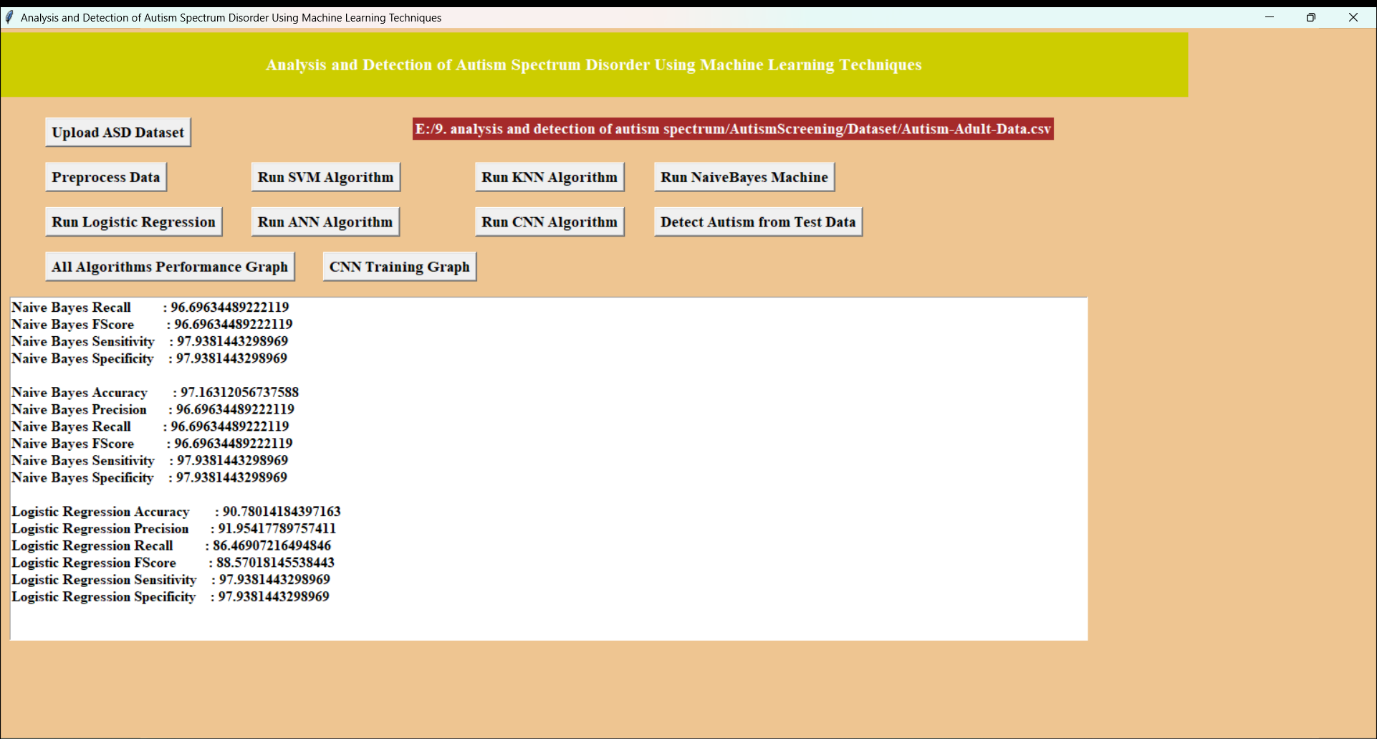 Analysis and Detection of Autism Spectrum Disorder Using Machine Learning Techniques
Analysis and Detection of Autism Spectrum Disorder Using Machine Learning Techniques
Upload ASD Dataset
E:/9. analysis and detection of autism spectrum/AutismScreening/Dataset/Autism-Adult-Data.csv
Preprocess Data Run SVM Algorithm Run KNN Algorithm Run NaiveBayes Machine
Run Logistic Regression Run ANN Algorithm Run CNN Algorithm Detect Autism from Test Data
All Algorithms Performance Graph CNN Training Graph
Naive Bayes Recall : 96.69634489222119
Naive Bayes FScore : 96.69634489222119
Naive Bayes Sensitivity : 97.9381443298969
Naive Bayes Specificity : 97.9381443298969
Naive Bayes Accuracy : 97.16312056737588
Naive Bayes Precision : 96.69634489222119
Naive Bayes Recall : 96.69634489222119
Naive Bayes FScore : 96.69634489222119
Naive Bayes Sensitivity : 97.9381443298969
Naive Bayes Specificity : 97.9381443298969
Logistic Regression Accuracy : 90.78014184397163
Logistic Regression Precision : 91.95417789757411
Logistic Regression Recall : 86.46907216494846
Logistic Regression FScore : 88.57018145538443
Logistic Regression Sensitivity : 97.9381443298969
Logistic Regression Specificity : 97.9381443298969